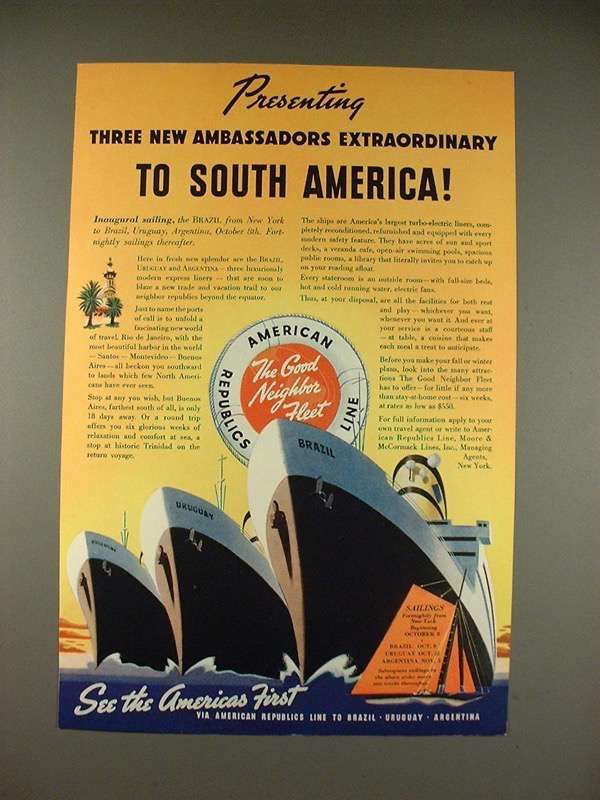 Presenting
THREE NEW AMBASSADORS EXTRAORDINARY
TO SOUTH AMERICA!
Inaugural sailing, the BRAZIL from New York
to Brazil, Uruguay, Argentina, October 8th. Fort-
nightly sailings thereafter.
Here in fresh new splendor are the BRAZIL,
URUGUAY and ARGENTINA – three luxuriously
modern express liners – that are soon to
blaze a new trade and vacation trail to our
neighbor republics beyond the equator.
Just to name the ports
of call is to unfold a
fascinating new world
of travel. Rio de Janeiro, with the
most beautiful harbor in the world
– Santos – Montevideo – Buenos
Aires – all beckon you southward
to lands which few North Ameri-
cans have ever seen.
Stop at any you wish, but Buenos
Aires, farthest south of all, is only
18 days away. Or a round trip
offers you six glorious weeks of
relaxation and comfort at sea, a
stop at historic Trinidad on the
return voyage.
The ships are America's largest turbo-electric liners, com-
pletely reconditioned, refurnished and equipped with every
modern safety feature. They have acres of sun and sport
decks, a veranda cafe, open-air swimming pools, spacious
public rooms, a library that literally invites you to catch up
on your reading afloat.
Every stateroom is an outside room – with full-size beds,
hot and cold running water, electric fans.
Thus, at your disposal, are all the facilities for both rest
and play – whichever you want,
whenever you want it. And ever at
your service is a courteous staff
– at table, a cuisine that makes
each meal a treat to anticipate.
Before you make your fall or winter
plans, look into the many attrac-
tions The Good Neighbor Fleet
has to offer – for little if any more
than stay-at-home cost – six weeks,
at rates as low as $550.
For full information apply to your
own travel agent or write to Amer-
ican Republics Line, Moore &
McCormack Lines, Inc., Managing
Agents,
New York.
AMERICAN
REPUBLICS
LINE
The Good
Neighbor
Fleet
BRAZIL
URUGUAY
ARGENTINA
SAILINGS
Fortnightly from
New York
Beginning
OCTOBER 8
BRAZIL OCT. 8
URUGUAY OCT.
ARGENTINA NOV.
See the Americas First
VIA AMERICAN REPUBLICS LINE TO BRAZIL · URUGUAY · ARGENTINA